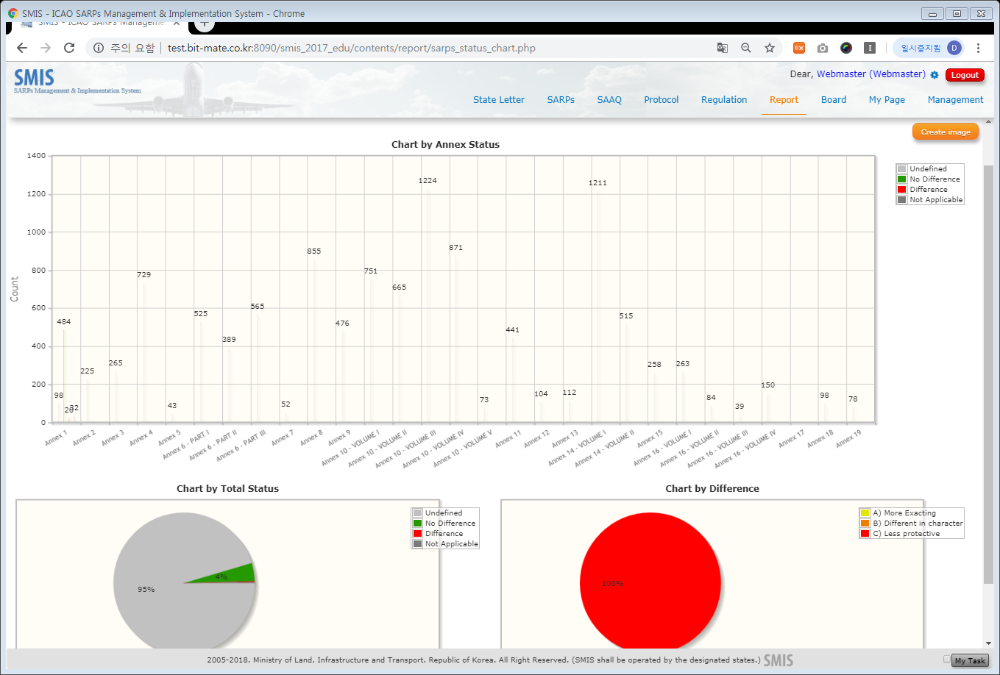 SMIS - ICAO SARPs Management & Implementation System - Chrome
SMIS - ICAO SARPs Manageme
주의 요함 | test.bit-mate.co.kr:8090/smis_2017_edu/contents/report/sarps_status_chart.php
일시중지됨 D
SMIS
SARPs Management & Implementation System
Dear, Webmaster (Webmaster) Logout
State Letter SARPs SAAQ Protocol Regulation Report Board My Page Management
Create image
Chart by Annex Status
Undefined
No Difference
Difference
Not Applicable
Count
1400
1200
1000
800
600
400
200
0
98 484 20 32 225 265 729 43 525 389 565 52 855 476 751 665 1224 871 73 441 104 112 1211 515 258 263 84 39 150 98 78
Annex 1
Annex 2
Annex 3
Annex 4
Annex 5
Annex 6 - PART I
Annex 6 - PART II
Annex 6 - PART III
Annex 7
Annex 8
Annex 9
Annex 10 - VOLUME I
Annex 10 - VOLUME II
Annex 10 - VOLUME III
Annex 10 - VOLUME IV
Annex 10 - VOLUME V
Annex 11
Annex 12
Annex 13
Annex 14 - VOLUME I
Annex 14 - VOLUME II
Annex 15
Annex 16 - VOLUME I
Annex 16 - VOLUME II
Annex 16 - VOLUME III
Annex 16 - VOLUME IV
Annex 17
Annex 18
Annex 19
Chart by Total Status
Undefined
No Difference
Difference
Not Applicable
4%
95%
Chart by Difference
A) More Exacting
B) Different in character
C) Less protective
100%
2005-2018. Ministry of Land, Infrastructure and Transport. Republic of Korea. All Right Reserved. (SMIS shall be operated by the designated states.) SMIS
My Task